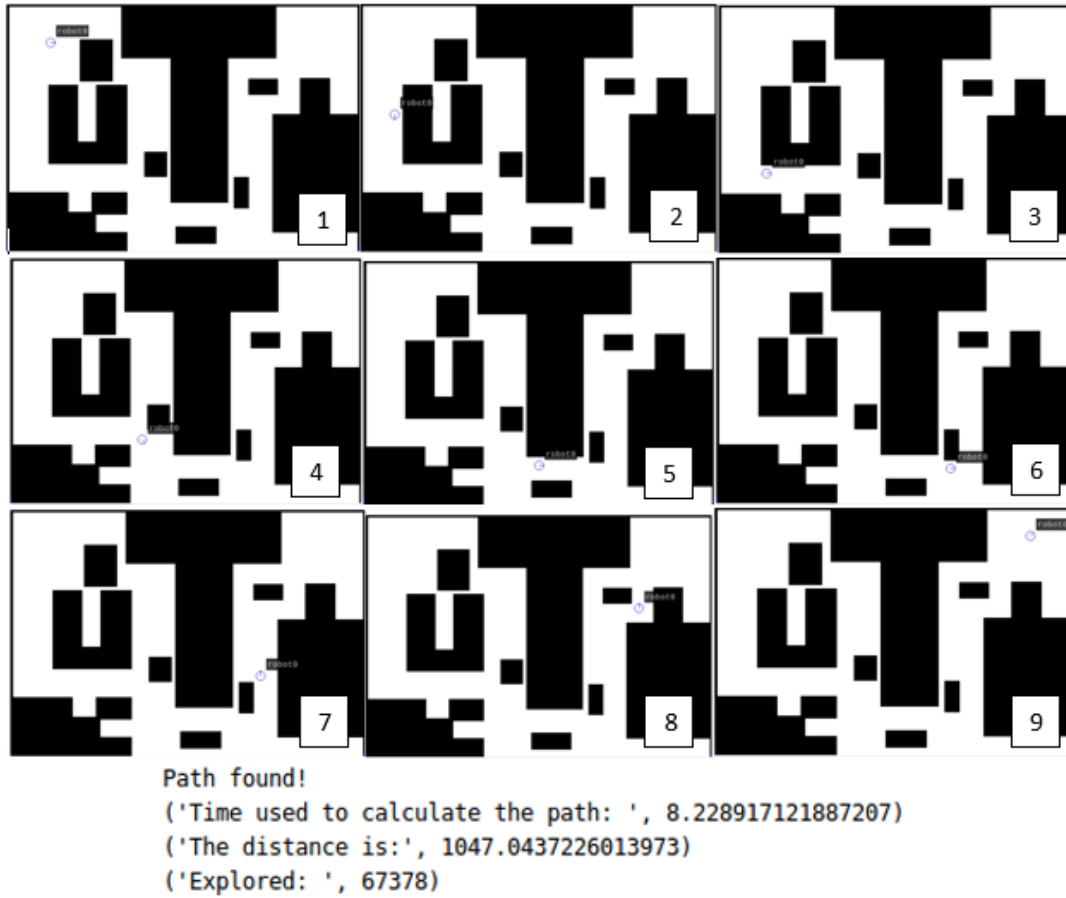 robot0
1
robot0
2
robot0
3
robot0
4
robot0
5
robot0
6
robot0
7
robot0
8
robot0
9
Path found!
('Time used to calculate the path: ', 8.228917121887207)
('The distance is:', 1047.0437226013973)
('Explored: ', 67378)